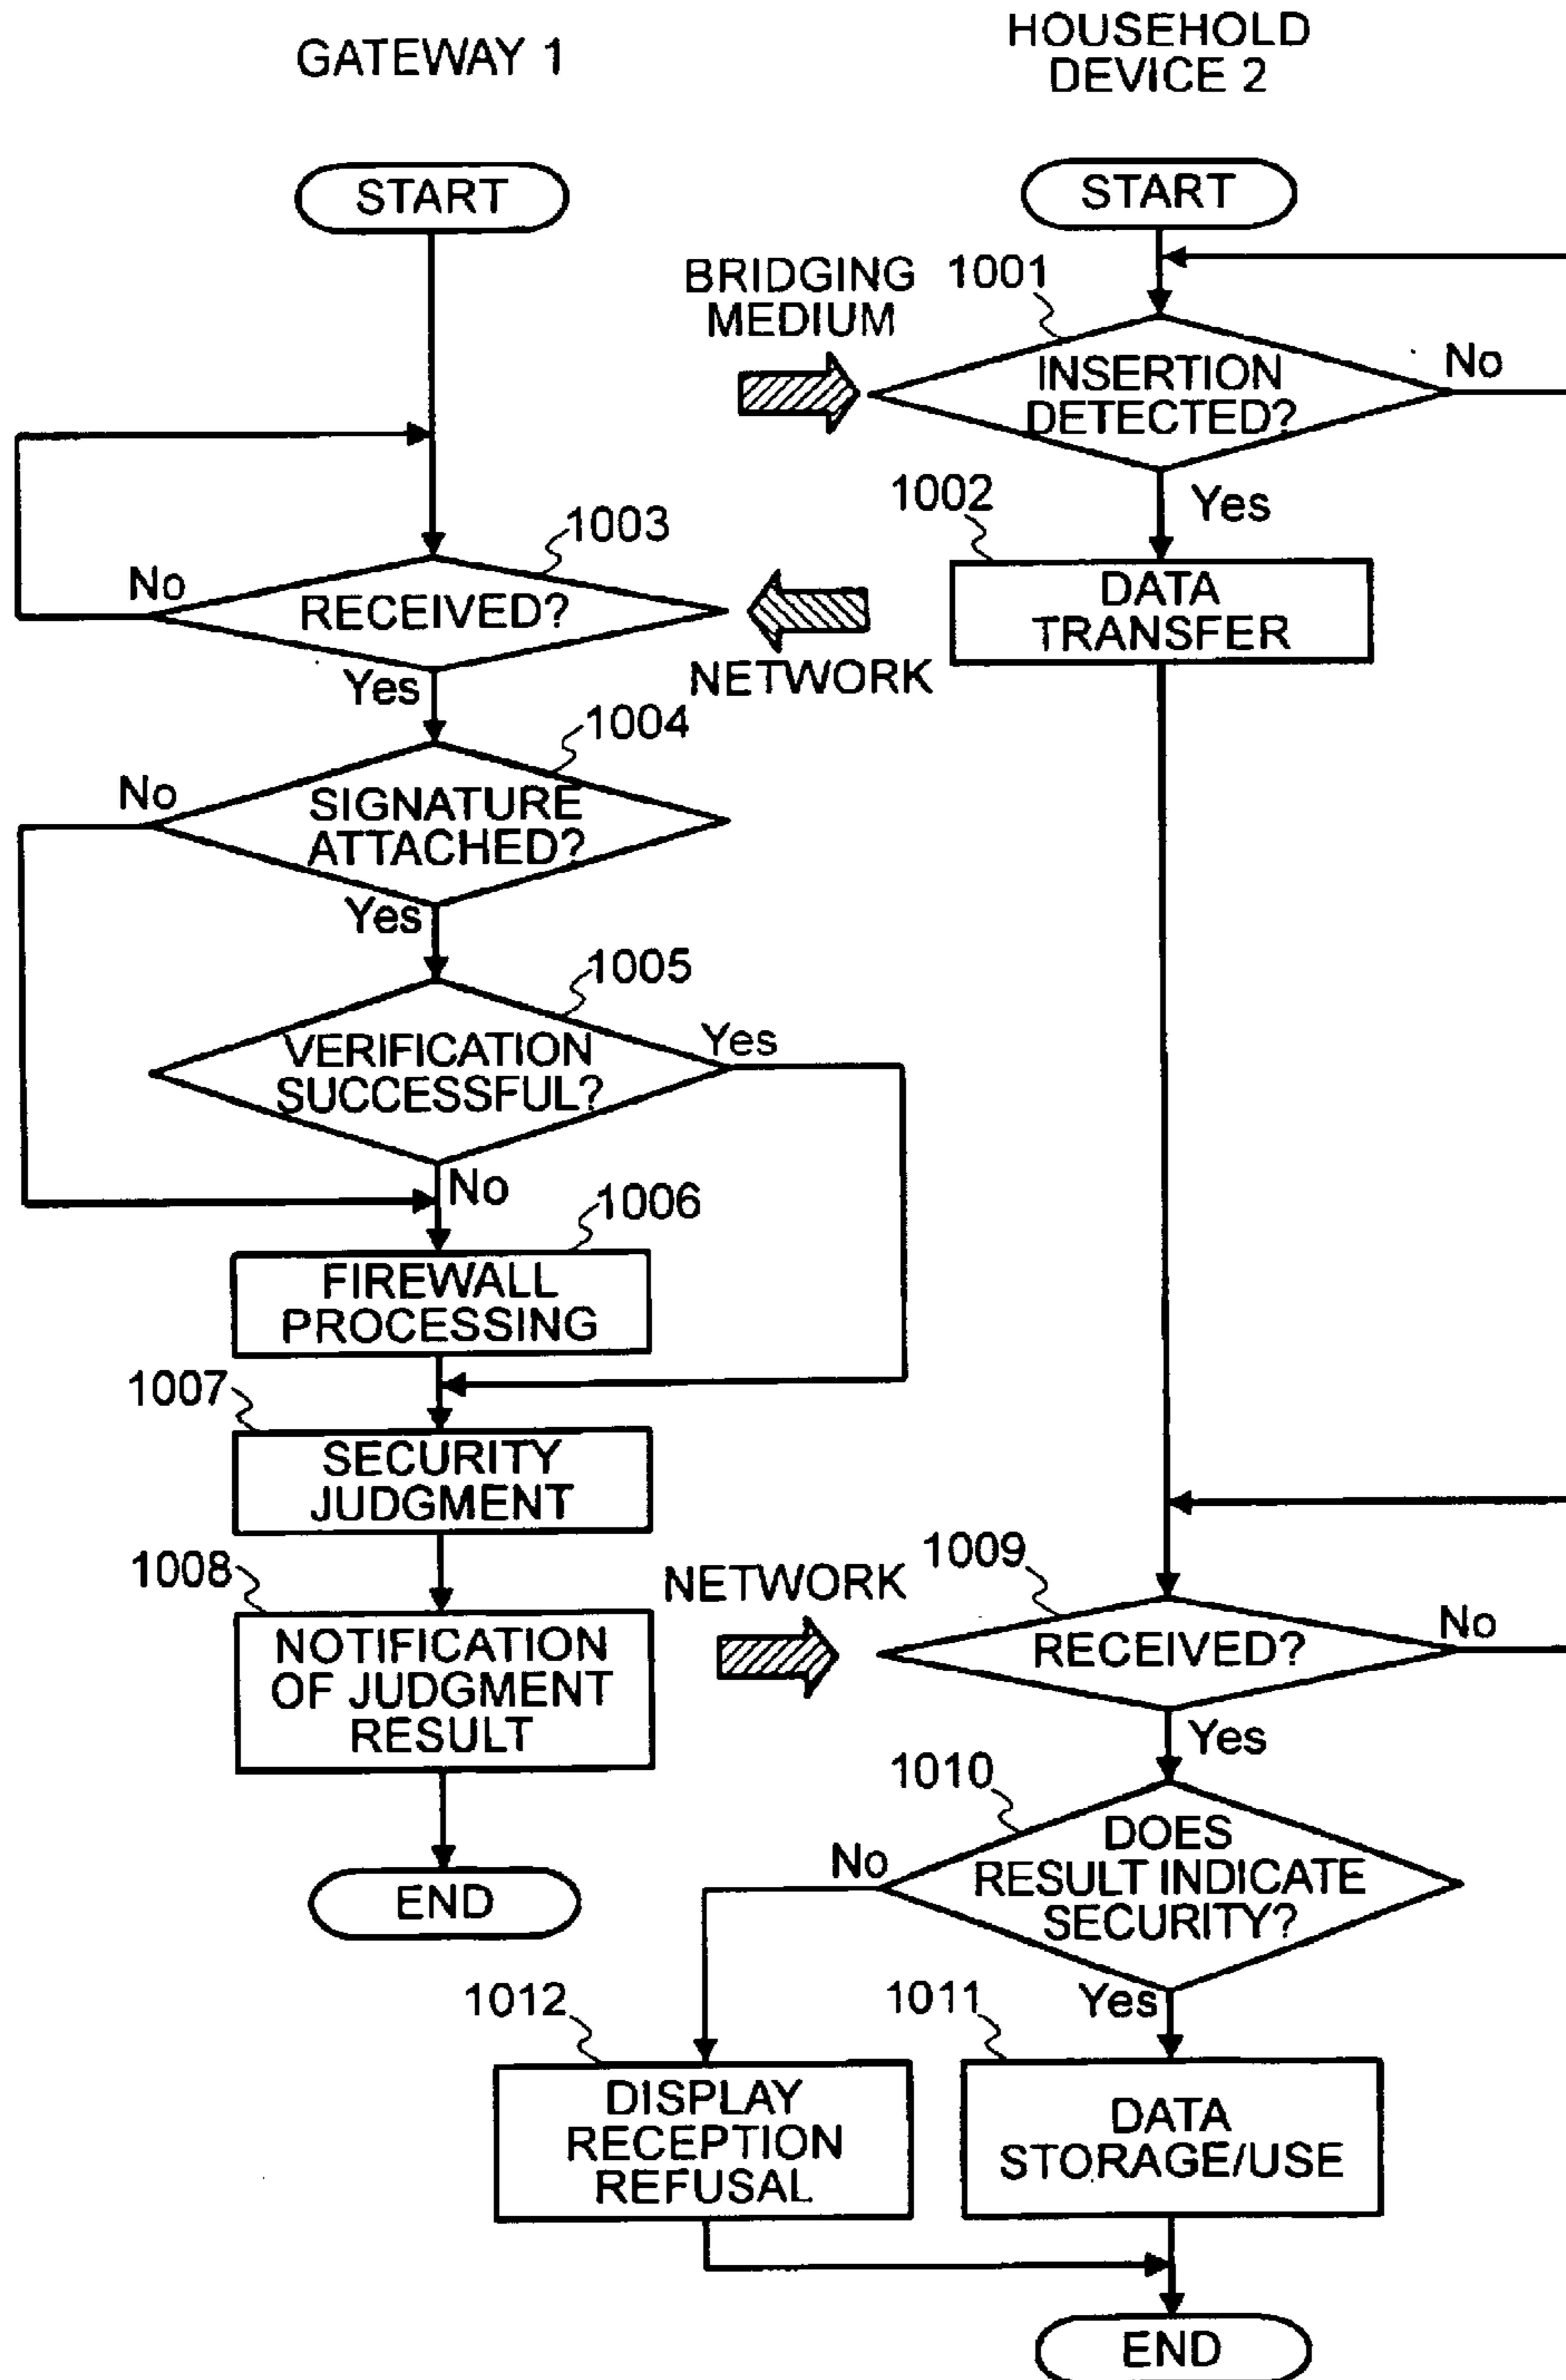 GATEWAY 1
HOUSEHOLD
DEVICE 2
START
START
BRIDGING
MEDIUM
1001
INSERTION
DETECTED?
No
Yes
1002
DATA
TRANSFER
1003
No
RECEIVED?
Yes
NETWORK
1004
No
SIGNATURE
ATTACHED?
Yes
1005
VERIFICATION
SUCCESSFUL?
Yes
No
1006
FIREWALL
PROCESSING
1007
SECURITY
JUDGMENT
1008
NOTIFICATION
OF JUDGMENT
RESULT
END
NETWORK
1009
RECEIVED?
No
Yes
1010
DOES
RESULT INDICATE
SECURITY?
No
Yes
1012
DISPLAY
RECEPTION
REFUSAL
1011
DATA
STORAGE/USE
END